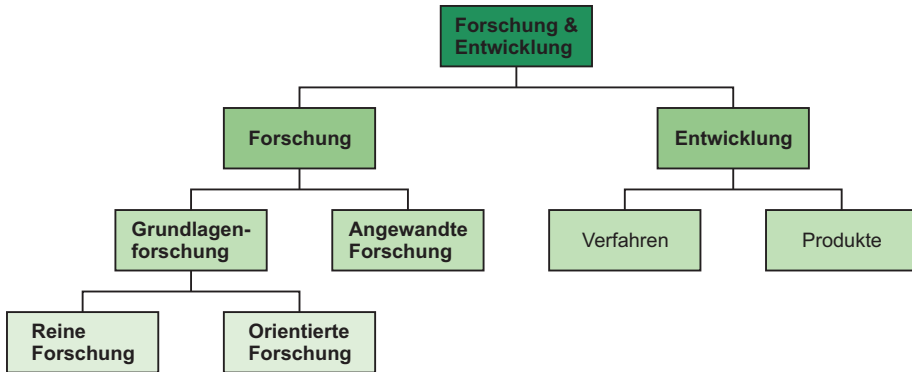 Forschung &
Entwicklung
Forschung
Entwicklung
Grundlagen-
forschung
Angewandte
Forschung
Verfahren
Produkte
Reine
Forschung
Orientierte
Forschung